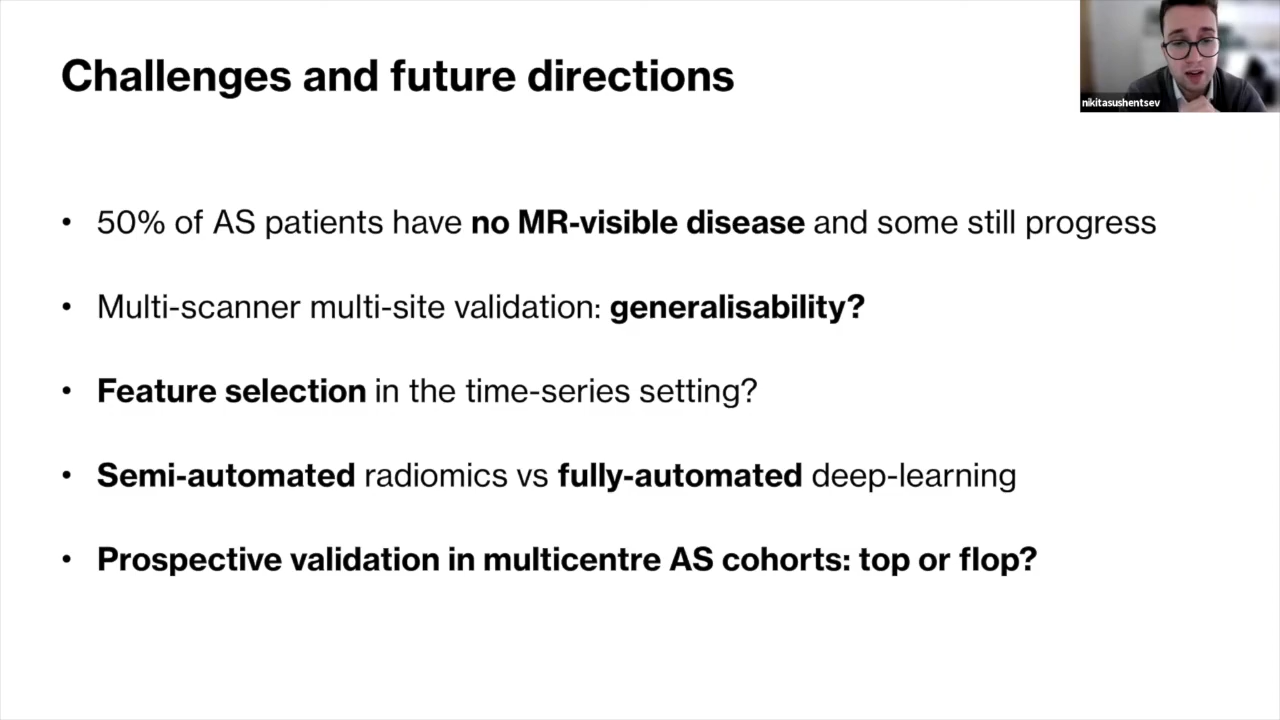 Challenges and future directions
nikitasushentsev
• 50% of AS patients have no MR-visible disease and some still progress
• Multi-scanner multi-site validation: generalisability?
• Feature selection in the time-series setting?
• Semi-automated radiomics vs fully-automated deep-learning
• Prospective validation in multicentre AS cohorts: top or flop?